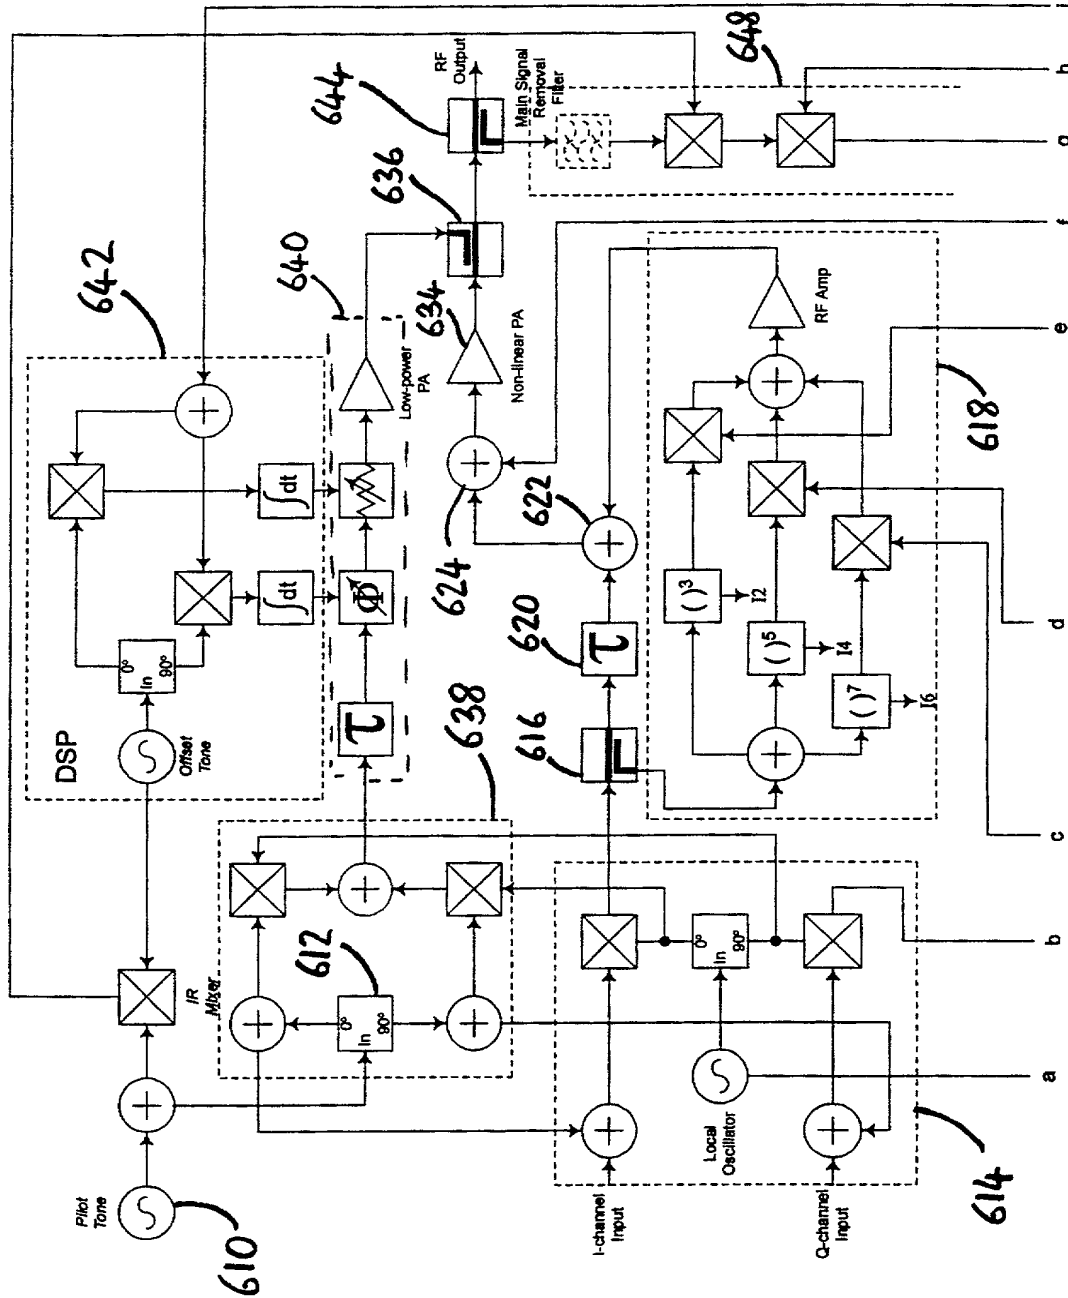 Pilot
Tone
610
IR
Mixer
Offset
Tone
DSP
0°
In
90°
∫dt
∫dt
642
612
0°
In
90°
638
τ
Φ
Low-power
PA
640
634
Non-linear PA
636
644
RF
Output
Main Signal
Removal
Filter
648
624
622
620
τ
616
I-channel
Input
Local
Oscillator
Q-channel
Input
0°
In
90°
614
( )3
I2
( )5
I4
( )7
I6
RF Amp
618
a
b
c
d
e
f
g
h
i